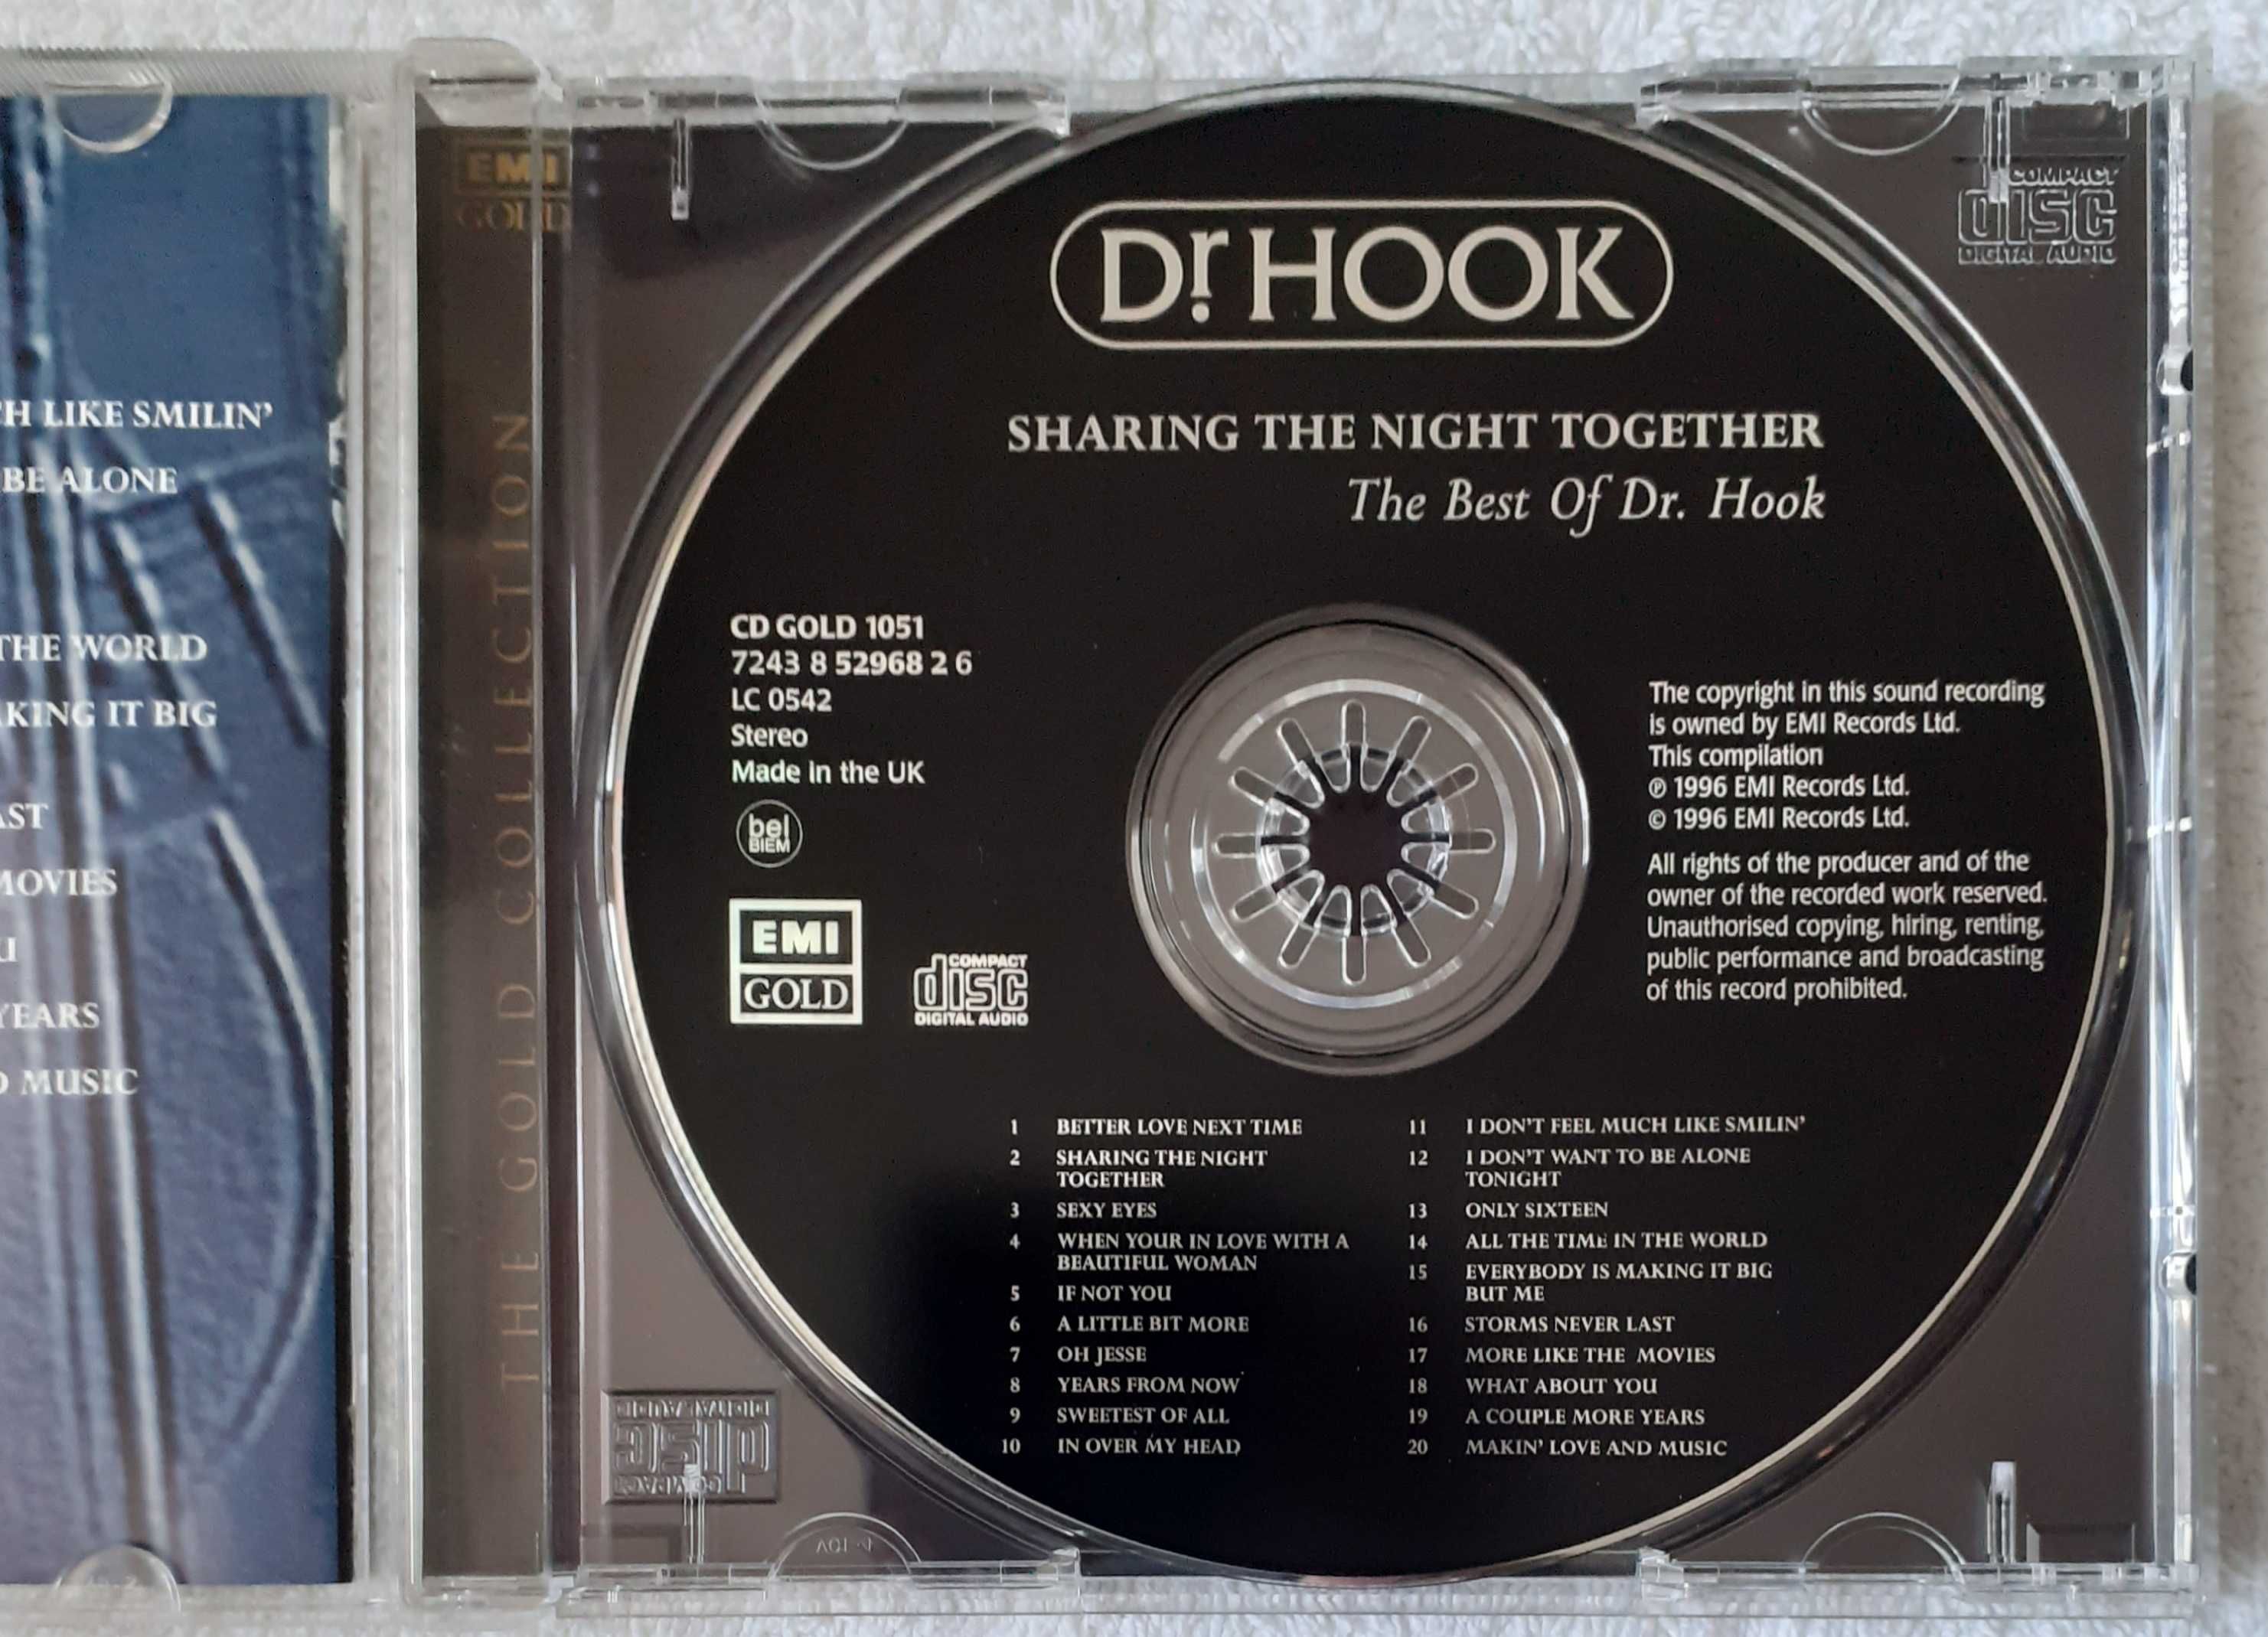 H LIKE SMILIN'
BE ALONE
THE WORLD
KING IT BIG
AST
MOVIES
U
YEARS
MUSIC
EMI
GOLD
THE GOLD COLLECTION
COMPACT
disc
DIGITAL AUDIO
Dr. HOOK
SHARING THE NIGHT TOGETHER
The Best Of Dr. Hook
CD GOLD 1051
7243 8 52968 2 6
LC 0542
Stereo
Made in the UK
bel
BIEM
EMI
GOLD
COMPACT
disc
DIGITAL AUDIO
The copyright in this sound recording
is owned by EMI Records Ltd.
This compilation
℗ 1996 EMI Records Ltd.
© 1996 EMI Records Ltd.
All rights of the producer and of the
owner of the recorded work reserved.
Unauthorised copying, hiring, renting,
public performance and broadcasting
of this record prohibited.
1 BETTER LOVE NEXT TIME
2 SHARING THE NIGHT
TOGETHER
3 SEXY EYES
4 WHEN YOUR IN LOVE WITH A
BEAUTIFUL WOMAN
5 IF NOT YOU
6 A LITTLE BIT MORE
7 OH JESSE
8 YEARS FROM NOW
9 SWEETEST OF ALL
10 IN OVER MY HEAD
11 I DON'T FEEL MUCH LIKE SMILIN'
12 I DON'T WANT TO BE ALONE
TONIGHT
13 ONLY SIXTEEN
14 ALL THE TIME IN THE WORLD
15 EVERYBODY IS MAKING IT BIG
BUT ME
16 STORMS NEVER LAST
17 MORE LIKE THE MOVIES
18 WHAT ABOUT YOU
19 A COUPLE MORE YEARS
20 MAKIN' LOVE AND MUSIC
COMPACT
disc
DIGITAL AUDIO